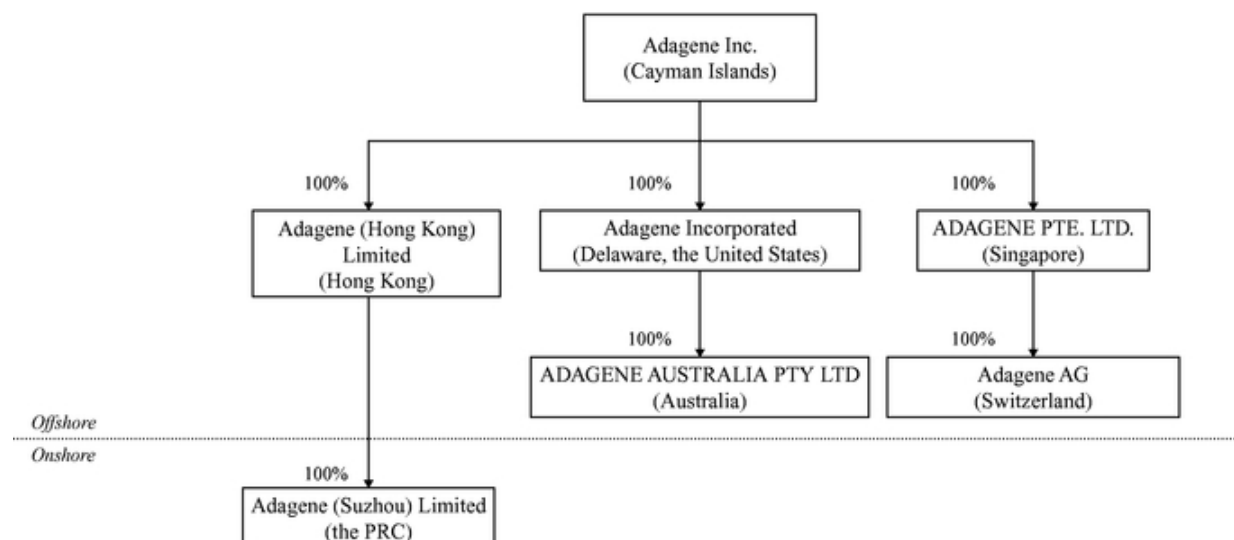 Adagene Inc.
(Cayman Islands)
100%
100%
100%
Adagene (Hong Kong)
Limited
(Hong Kong)
Adagene Incorporated
(Delaware, the United States)
ADAGENE PTE. LTD.
(Singapore)
100%
100%
ADAGENE AUSTRALIA PTY LTD
(Australia)
Adagene AG
(Switzerland)
Offshore
Onshore
100%
Adagene (Suzhou) Limited
(the PRC)